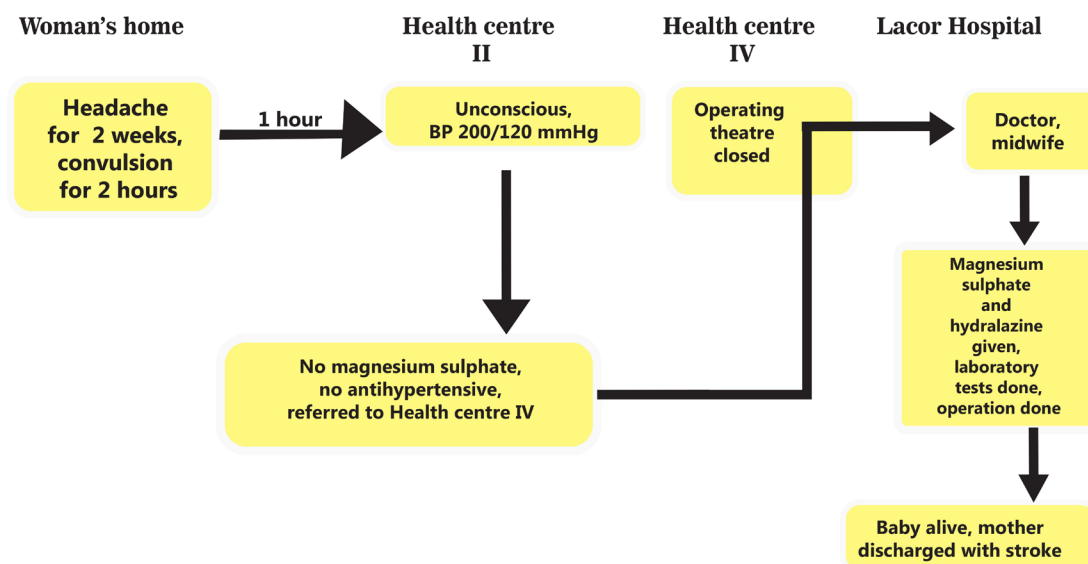 Woman's home
Health centre
II
Health centre
IV
Lacor Hospital
Headache
for 2 weeks,
convulsion
for 2 hours
1 hour
Unconscious,
BP 200/120 mmHg
No magnesium sulphate,
no antihypertensive,
referred to Health centre IV
Operating
theatre
closed
Doctor,
midwife
Magnesium
sulphate
and
hydralazine
given,
laboratory
tests done,
operation done
Baby alive, mother
discharged with stroke